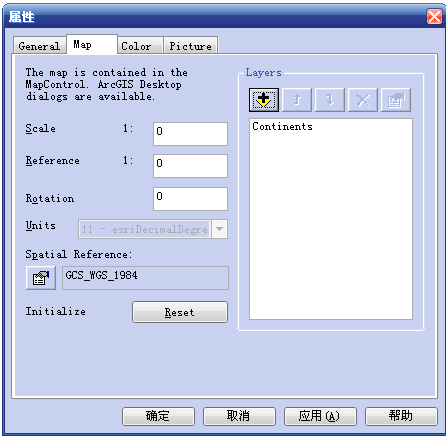 属性
General Map Color Picture
The map is contained in the
MapControl. ArcGIS Desktop
dialogs are available.
Scale 1: 0
Reference 1: 0
Rotation 0
Units 11 - esriDecimalDegre
Spatial Reference:
GCS_WGS_1984
Initialize Reset
Layers
Continents
确定 取消 应用(A) 帮助